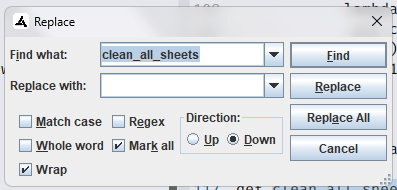 Replace
lambda
Find what: clean_all_sheets Find
Replace with: Replace
Match case Regex Direction: Replace All
Up Down
Whole word Mark all Cancel
Wrap